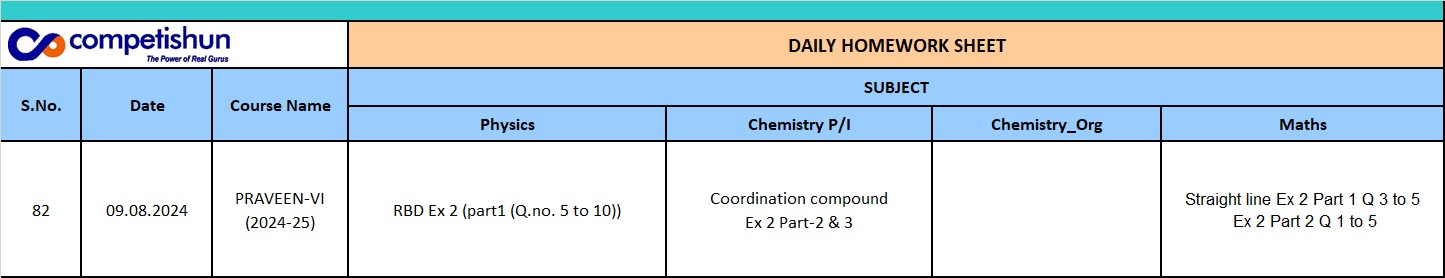 competishun
The Power of Real Gurus
DAILY HOMEWORK SHEET
S.No.
Date
Course Name
SUBJECT
Physics
Chemistry P/I
Chemistry_Org
Maths
82
09.08.2024
PRAVEEN-VI
(2024-25)
RBD Ex 2 (part1 (Q.no. 5 to 10))
Coordination compound
Ex 2 Part-2 & 3
Straight line Ex 2 Part 1 Q 3 to 5
Ex 2 Part 2 Q 1 to 5